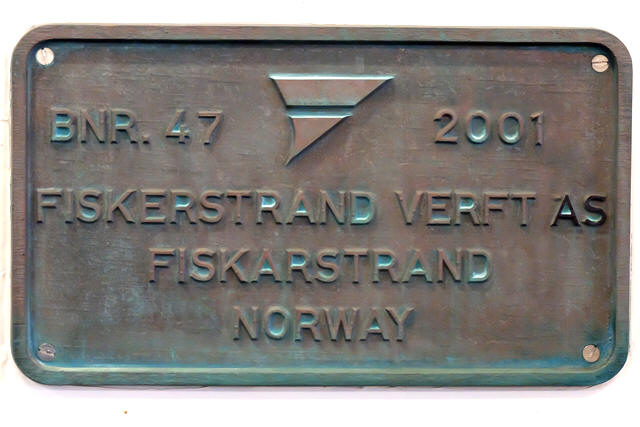 BNR. 47 2001
FISKERSTRAND VERFT AS
FISKARSTRAND
NORWAY